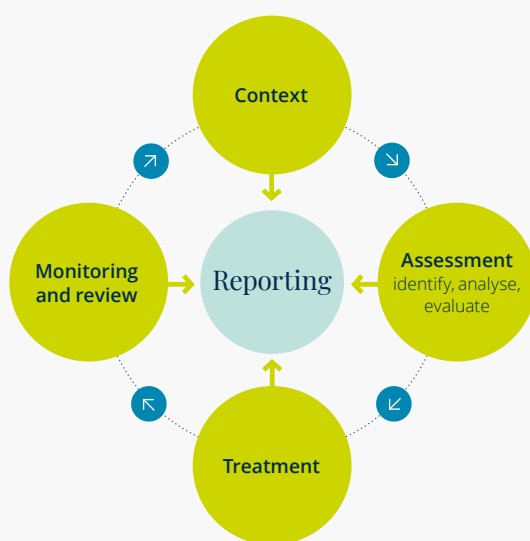 Context
Monitoring
and review
Reporting
Assessment
identify, analyse,
evaluate
Treatment